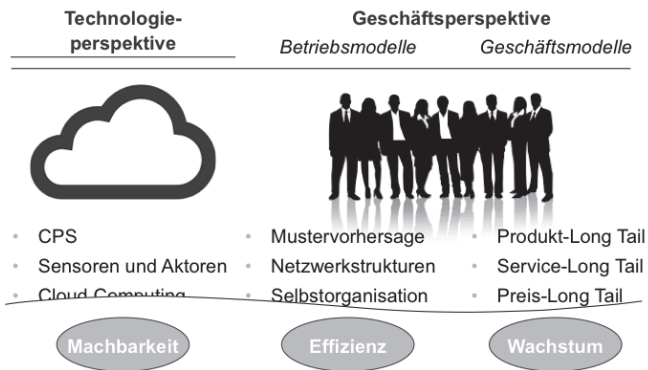 Technologie-
perspektive
Geschäftsperspektive
Betriebsmodelle
Geschäftsmodelle
CPS
Sensoren und Aktoren
Cloud Computing
Mustervorhersage
Netzwerkstrukturen
Selbstorganisation
Produkt-Long Tail
Service-Long Tail
Preis-Long Tail
Machbarkeit
Effizienz
Wachstum